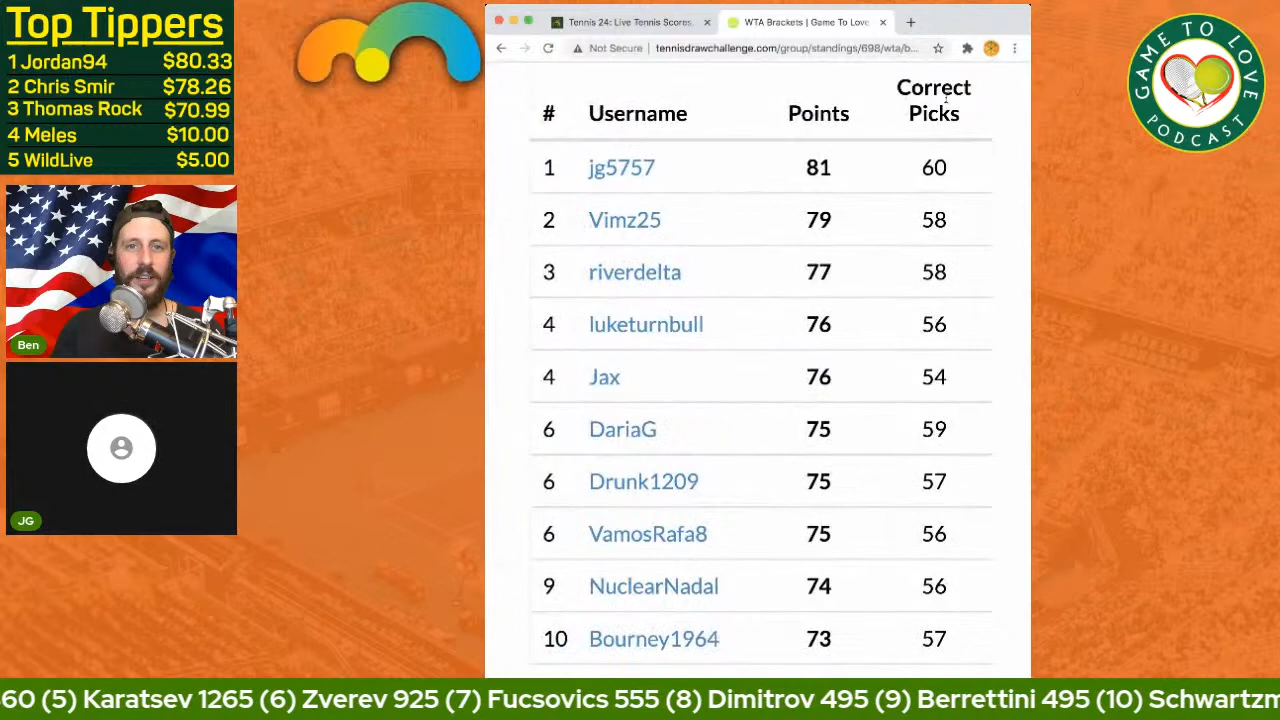 Top Tippers
1 Jordan94 $80.33
2 Chris Smir $78.26
3 Thomas Rock $70.99
4 Meles $10.00
5 WildLive $5.00
Ben
JG
Tennis 24: Live Tennis Scores,
WTA Brackets | Game To Love
Not Secure | tennisdrawchallenge.com/group/standings/698/wta/b...
# Username Points Correct Picks
1 jg5757 81 60
2 Vimz25 79 58
3 riverdelta 77 58
4 luketurnbull 76 56
4 Jax 76 54
6 DariaG 75 59
6 Drunk1209 75 57
6 VamosRafa8 75 56
9 NuclearNadal 74 56
10 Bourney1964 73 57
GAME TO LOVE
PODCAST
60 (5) Karatsev 1265 (6) Zverev 925 (7) Fucsovics 555 (8) Dimitrov 495 (9) Berrettini 495 (10) Schwartzm